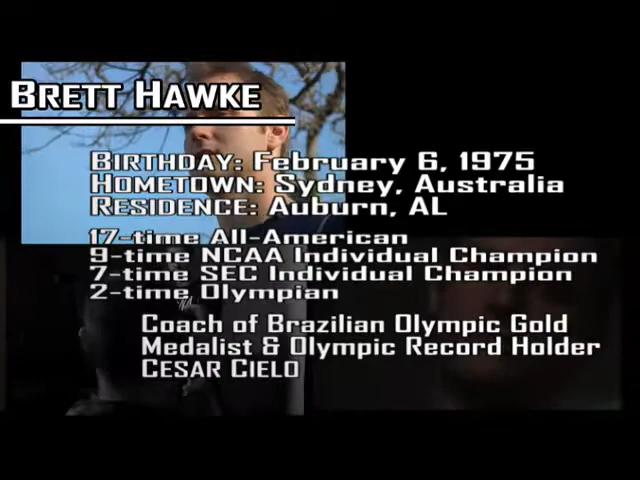 BRETT HAWKE
BIRTHDAY: February 6, 1975
HOMETOWN: Sydney, Australia
RESIDENCE: Auburn, AL
17-time All-American
9-time NCAA Individual Champion
7-time SEC Individual Champion
2-time Olympian
Coach of Brazilian Olympic Gold
Medalist & Olympic Record Holder
CESAR CIELO